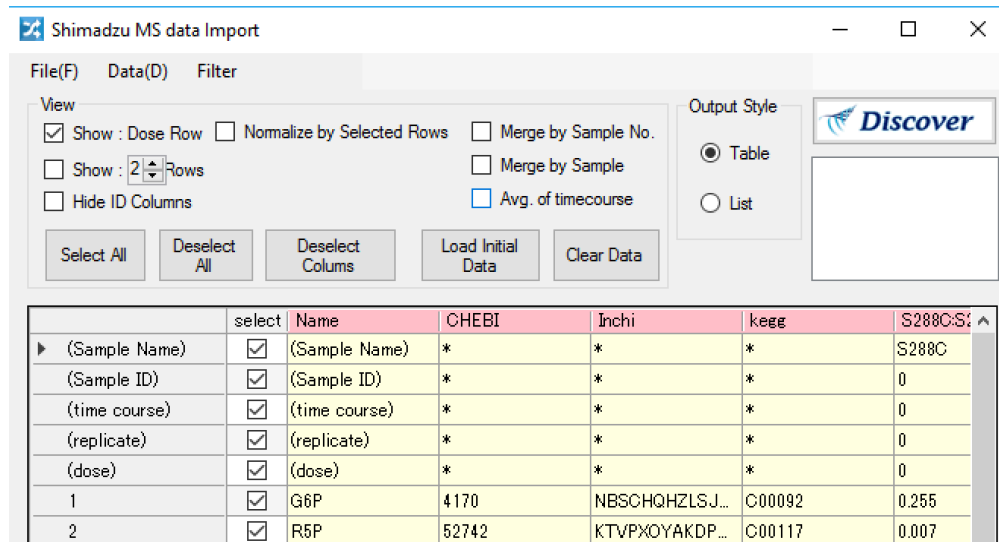 Shimadzu MS data Import
File(F) Data(D) Filter
View
Show : Dose Row Normalize by Selected Rows Merge by Sample No.
Show : 2 Rows Merge by Sample
Hide ID Columns Avg. of timecourse
Select All Deselect All Deselect Colums Load Initial Data Clear Data
Output Style
Table
List
Discover
select Name CHEBI Inchi kegg S288C:S2
(Sample Name) (Sample Name) * * * S288C
(Sample ID) (Sample ID) * * * 0
(time course) (time course) * * * 0
(replicate) (replicate) * * * 0
(dose) (dose) * * * 0
1 G6P 4170 NBSCHQHZLSJ... C00092 0.255
2 R5P 52742 KTVPXOYAKDP... C00117 0.007